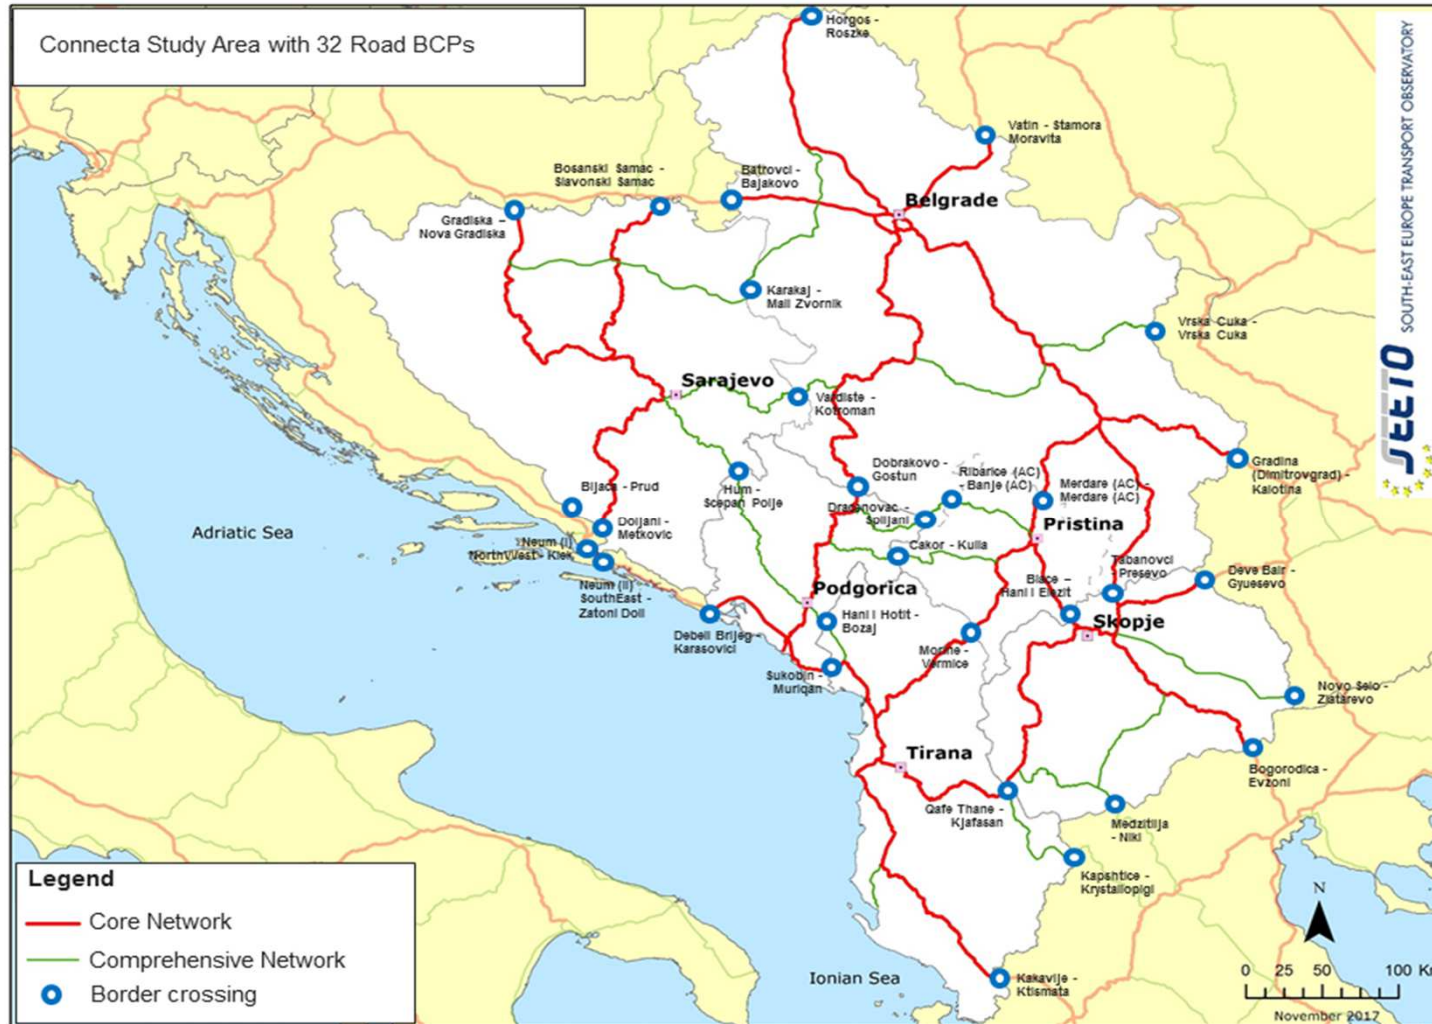 Connecta Study Area with 32 Road BCPs
Horgos -
Roszke
SEETO SOUTH-EAST EUROPE TRANSPORT OBSERVATORY
Vatin - Stamora
Moravita
Bosanski Samac -
Slavonski Samac
Batrovci -
Bajakovo
Belgrade
Gradiska –
Nova Gradiska
Karakaj -
Mali Zvornik
Vrska Cuka -
Vrska Cuka
Sarajevo
Vardiste -
Kotroman
Dobrakovo -
Gostun
Ribarice (AC)
- Banje (AC)
Merdare (AC) -
Merdare (AC)
Gradina
(Dimitrovgrad) -
Kalotina
Hum -
Scepan Polje
Bijaca - Prud
Dracenovac -
Spiljani
Doljani -
Metkovic
Pristina
Adriatic Sea
Neum (I)
NorthWest - Klek
Cakor - Kulla
Tabanovci
- Presevo
Deve Bair -
Gyuesevo
Neum (II)
SouthEast -
Zatoni Doli
Podgorica
Blace –
Hani I Elezit
Hani I Hotit -
Bozaj
Skopje
Debeli Brijeg -
Karasovici
Morine -
Vermice
Sukobin -
Muriqan
Novo Selo -
Zlatarevo
Tirana
Bogorodica -
Evzoni
Qafe Thane -
Kjafasan
Medzitlija
- Niki
Kapshtice -
Krystallopigi
Legend
Core Network
Comprehensive Network
Border crossing
Ionian Sea
Kakavije -
Ktismata
N
0 25 50 100 Km
November 2017